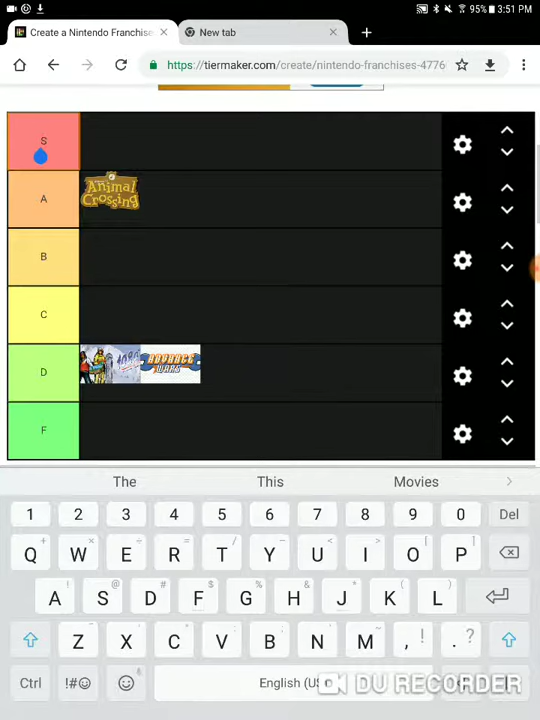 95% 3:51 PM
Create a Nintendo Franchise
New tab
https://tiermaker.com/create/nintendo-franchises-4776
S
A
Animal
Crossing
B
C
D
1080
ADVANCE
WARS
F
The This Movies
1 2 3 4 5 6 7 8 9 0 Del
Q W E R T Y U I O P
A S D F G H J K L
Z X C V B N M , ! . ?
Ctrl !#☺ English (US)
DU RECORDER